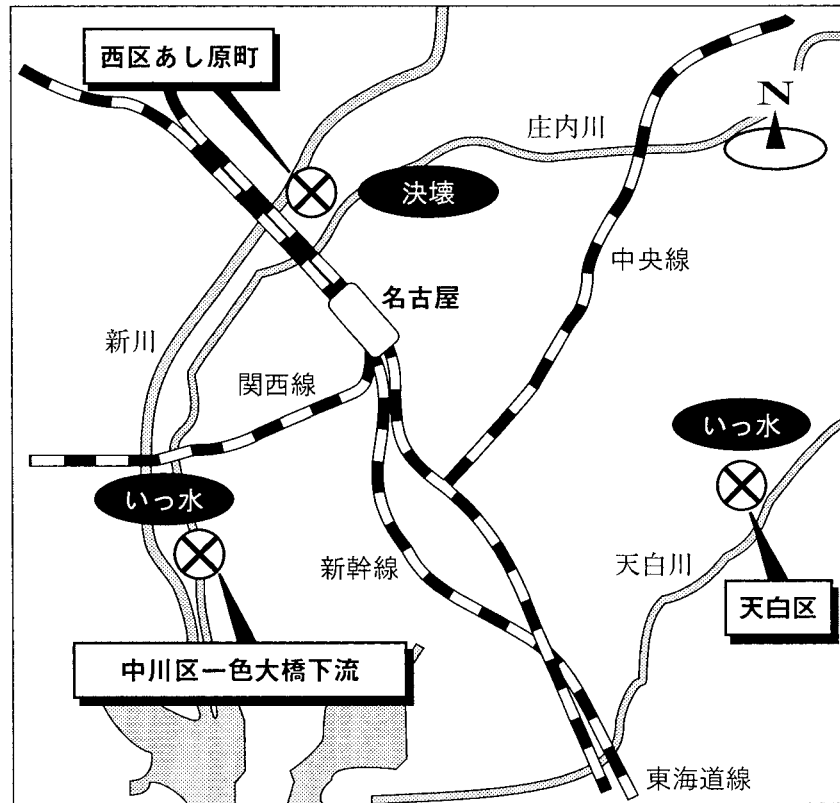 西区あし原町
N
庄内川
決壊
中央線
名古屋
新川
関西線
いっ水
いっ水
新幹線
天白川
天白区
中川区一色大橋下流
東海道線